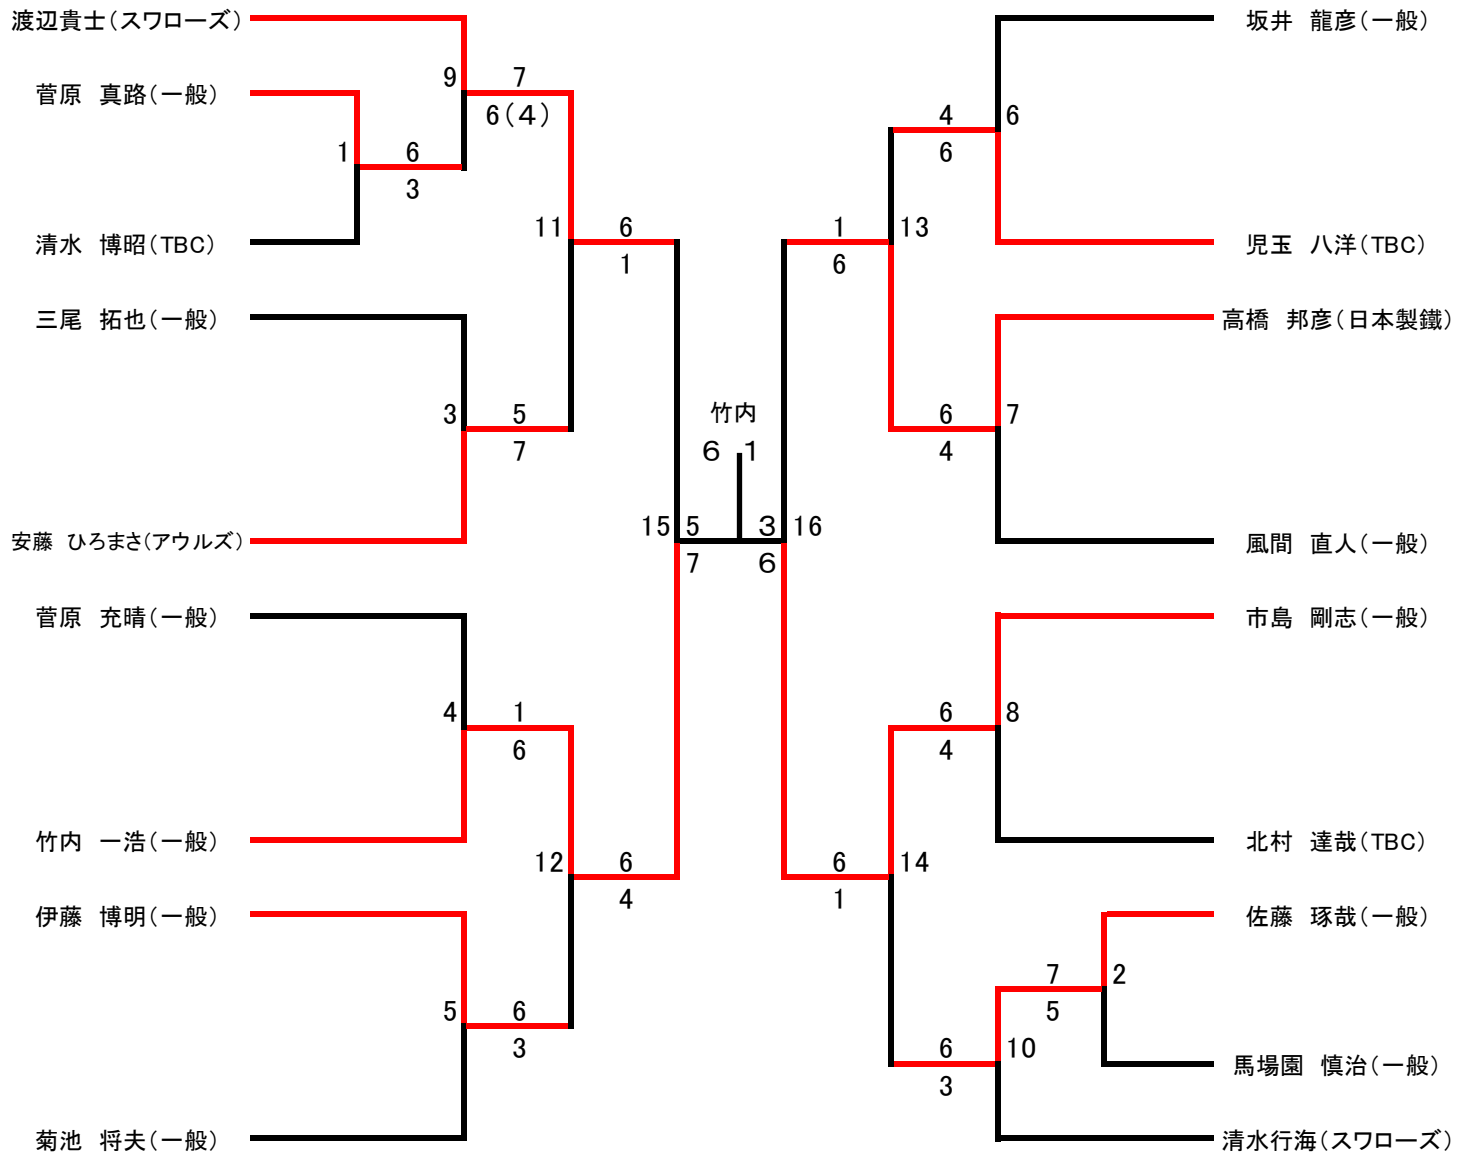 渡辺貴士(スワローズ)
坂井 龍彦(一般)
9
7
菅原 真路(一般)
6(4)
4
6
1
6
6
3
清水 博昭(TBC)
11
6
1
13
児玉 八洋(TBC)
1
6
三尾 拓也(一般)
高橋 邦彦(日本製鐵)
3
5
竹内
6
7
7
6 1
4
安藤 ひろまさ(アウルズ)
15
5
3
16
風間 直人(一般)
7
6
菅原 充晴(一般)
市島 剛志(一般)
4
1
6
8
6
4
竹内 一浩(一般)
北村 達哉(TBC)
12
6
6
14
4
1
伊藤 博明(一般)
佐藤 琢哉(一般)
7
2
5
6
5
3
6
10
3
馬場園 慎治(一般)
菊池 将夫(一般)
清水行海(スワローズ)